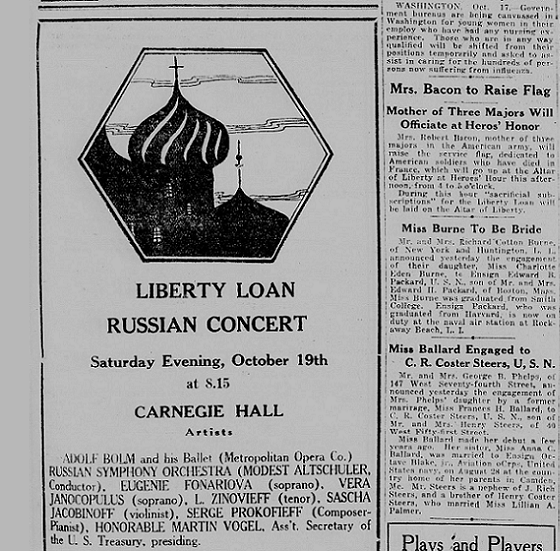 LIBERTY LOAN
RUSSIAN CONCERT
Saturday Evening, October 19th
at 8.15
CARNEGIE HALL
Artists
ADOLF BOLM and his Ballet (Metropolitan Opera Co.)
RUSSIAN SYMPHONY ORCHESTRA (MODEST ALTSCHULER,
Conductor), EUGENIE FONARIOVA (soprano), VERA
JANOCOPULUS (soprano), L. ZINOVIEFF (tenor), SASCHA
JACOBINOFF (violinist), SERGE PROKOFIEFF (Composer-
Pianist), HONORABLE MARTIN VOGEL, Ass't. Secretary of
the U. S. Treasury, presiding.
WASHINGTON, Oct. 17.—Govern-
ment bureaus are being canvassed in
Washington for young women in their
employ who have had any nursing ex-
perience. Those who are in any way
qualified will be shifted from their
positions temporarily and asked to as-
sist in caring for the hundreds of per-
sons now suffering from influenza.
Mrs. Bacon to Raise Flag
Mother of Three Majors Will
Officiate at Heros' Honor
Mrs. Robert Bacon, mother of three
majors in the American army, will
raise the service flag, dedicated to
American soldiers who have died in
France, which will go up at the Altar
of Liberty at Heroes' Hour this after-
noon, from 4 to 5 o'clock.
During this hour "sacrificial sub-
scriptions" for the Liberty Loan will
be laid on the Altar of Liberty.
Miss Burne To Be Bride
Mr. and Mrs. Richard Cotton Burne,
of New York and Huntington, L. I.,
announced yesterday the engagement
of their daughter, Miss Charlotte
Eden Burne, to Ensign Edward R.
Packard, U. S. N., son of Mr. and Mrs.
Edward H. Packard, of Boston, Mass.
Miss Burne was graduated from Smith
College. Ensign Packard, who was
graduated from Harvard, is now on
duty at the naval air station at Rock-
away Beach, L. I.
Miss Ballard Engaged to
C. R. Coster Steers, U. S. N.
Mr. and Mrs. George B. Phelps, of
147 West Seventy-fourth Street, an-
nounced yesterday the engagement of
Mrs. Phelps' daughter by a former
marriage, Miss Frances H. Ballard, to
C. R. Coster Steers, U. S. N., son of
Mr. and Mrs. Henry Steers, of 40
West Fifty-first Street.
Miss Ballard made her debut a few
years ago. Her sister, Miss Anna C.
Ballard, was married to Ensign Oc-
tave Blake, jr., Aviation Corps, United
States navy, on August 28 at the
country home of her parents in Camden,
Me. Mr. Steers is a nephew of J. Rich
Steers, and a brother of Henry Coster
Steers, who married Miss Lillian A.
Palmer.
Plays and Players